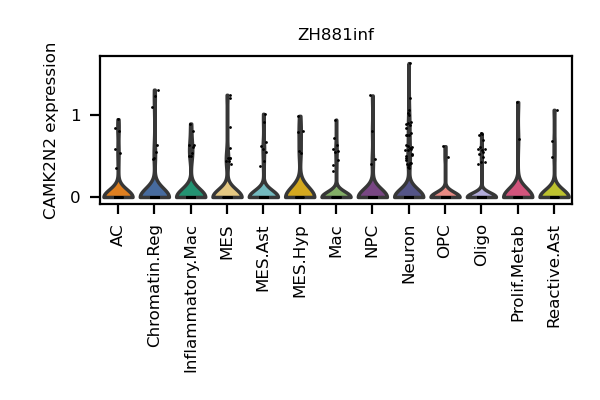 ZH881inf
CAMK2N2 expression
1
0
AC
Chromatin.Reg
Inflammatory.Mac
MES
MES.Ast
MES.Hyp
Mac
NPC
Neuron
OPC
Oligo
Prolif.Metab
Reactive.Ast